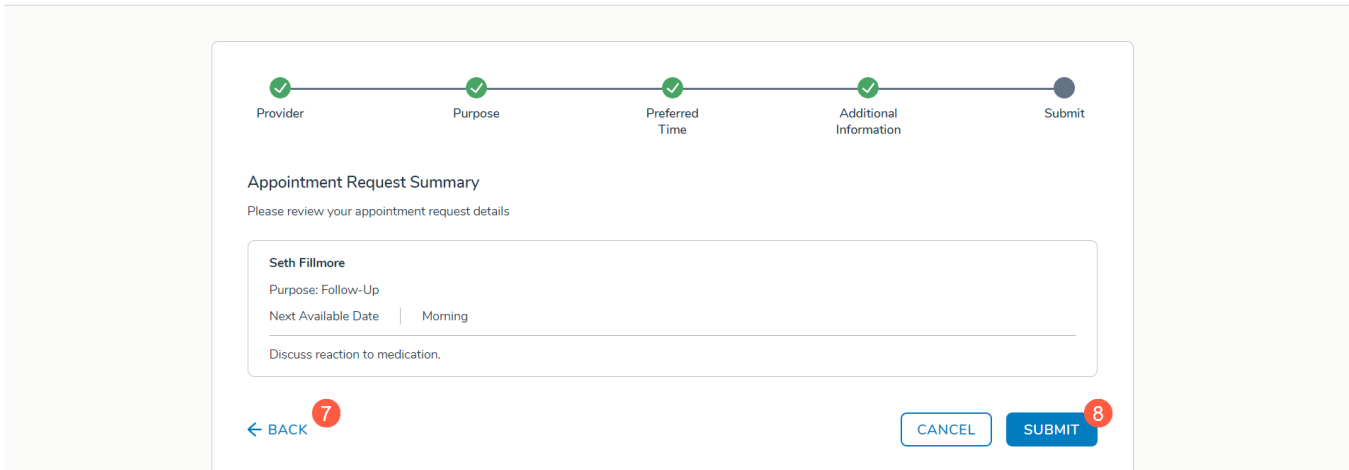 Provider
Purpose
Preferred
Time
Additional
Information
Submit
Appointment Request Summary
Please review your appointment request details
Seth Fillmore
Purpose: Follow-Up
Next Available Date Morning
Discuss reaction to medication.
BACK 7
CANCEL
SUBMIT 8